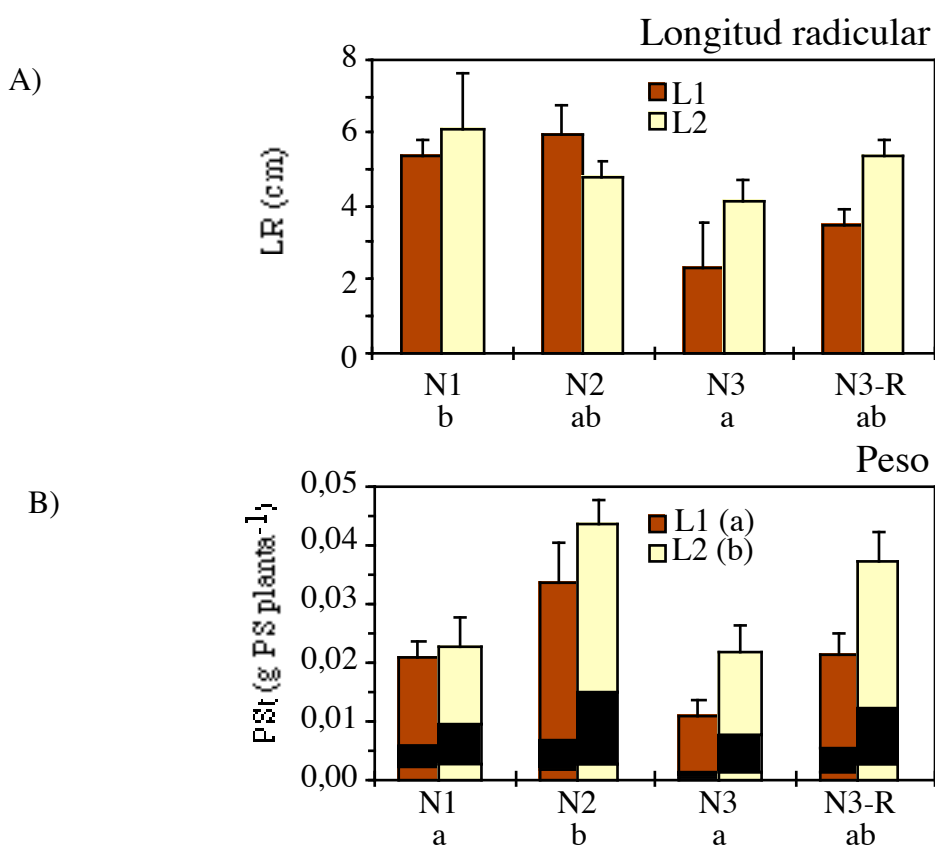 Longitud radicular
A)
8
6
4
2
0
LR (cm)
L1
L2
N1 N2 N3 N3-R
b ab a ab
Peso
B)
0,05
0,04
0,03
0,02
0,01
0,00
PSt (g PS planta-1)
L1 (a)
L2 (b)
N1 N2 N3 N3-R
a b a ab